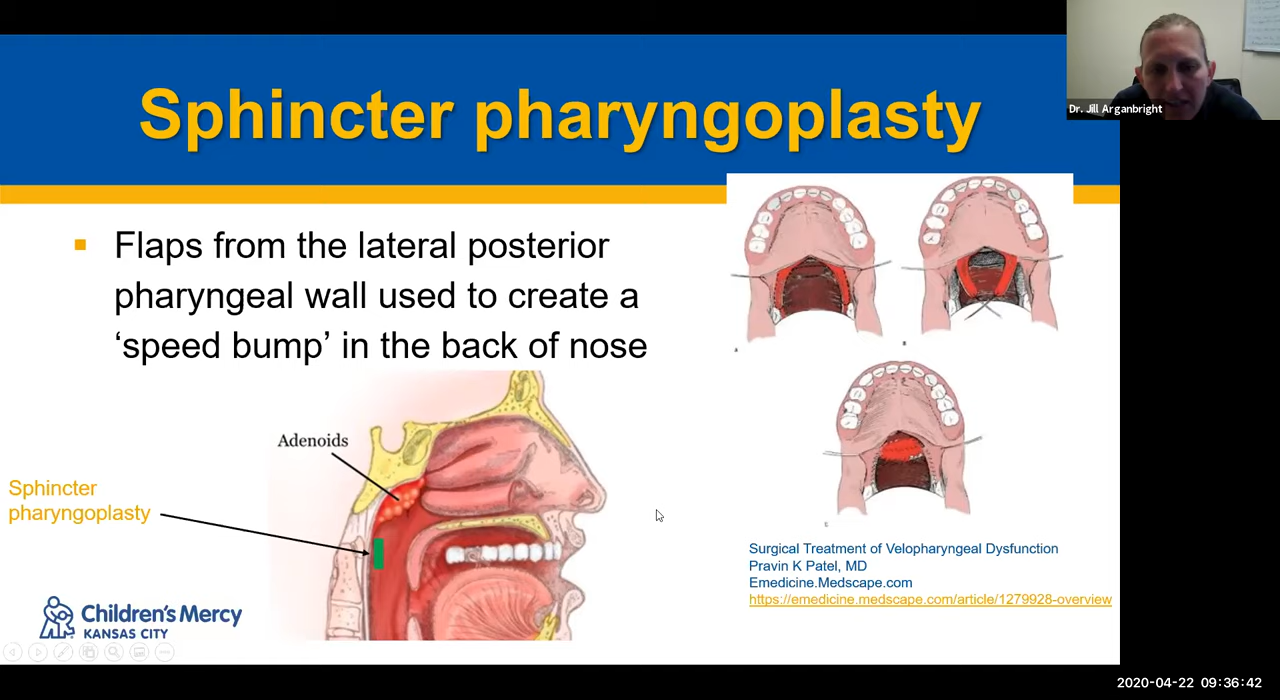 Sphincter pharyngoplasty
Dr. Jill Arganbright
▪ Flaps from the lateral posterior
pharyngeal wall used to create a
‘speed bump’ in the back of nose
Adenoids
Sphincter
pharyngoplasty
Children's Mercy
KANSAS CITY
Surgical Treatment of Velopharyngeal Dysfunction
Pravin K Patel, MD
Emedicine.Medscape.com
https://emedicine.medscape.com/article/1279928-overview
2020-04-22 09:36:42